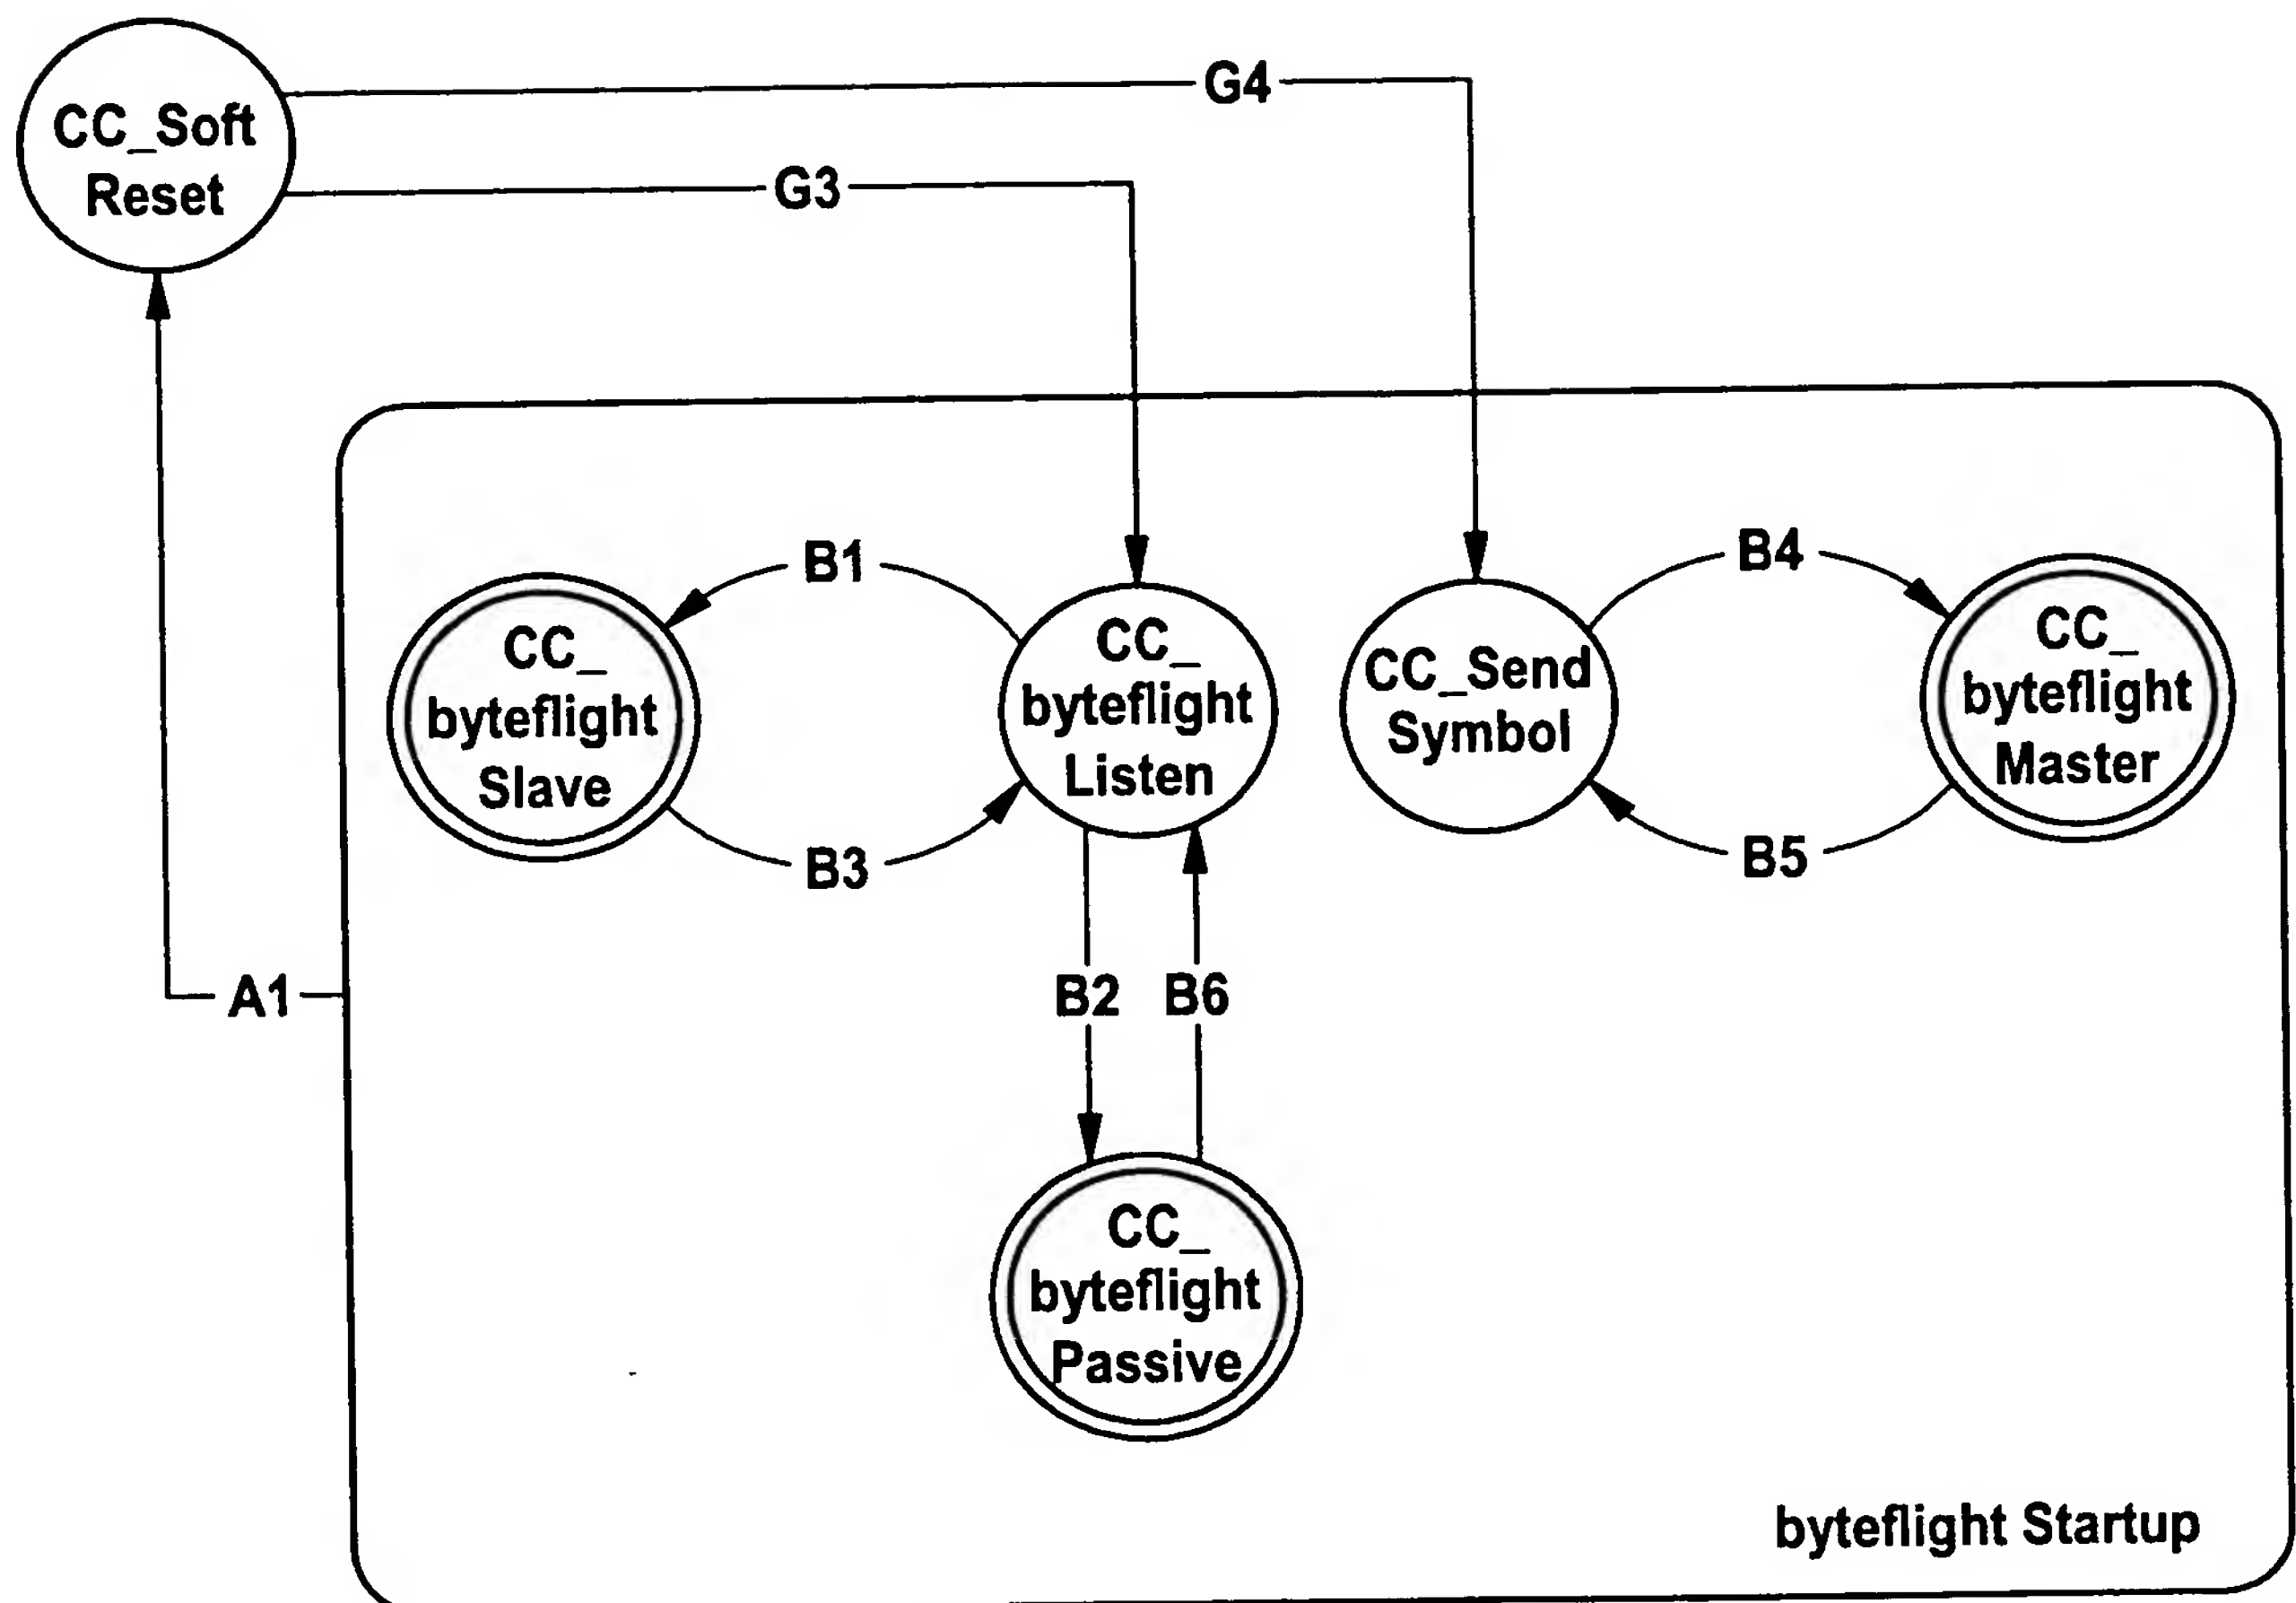 G4
CC_Soft
Reset
G3
B1
B4
CC_
byteflight
Slave
CC_
byteflight
Listen
CC_Send
Symbol
CC_
byteflight
Master
B3
B5
A1
B2
B6
CC_
byteflight
Passive
byteflight Startup